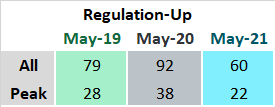 Regulation-Up
May-19 May-20 May-21
All 79 92 60
Peak 28 38 22